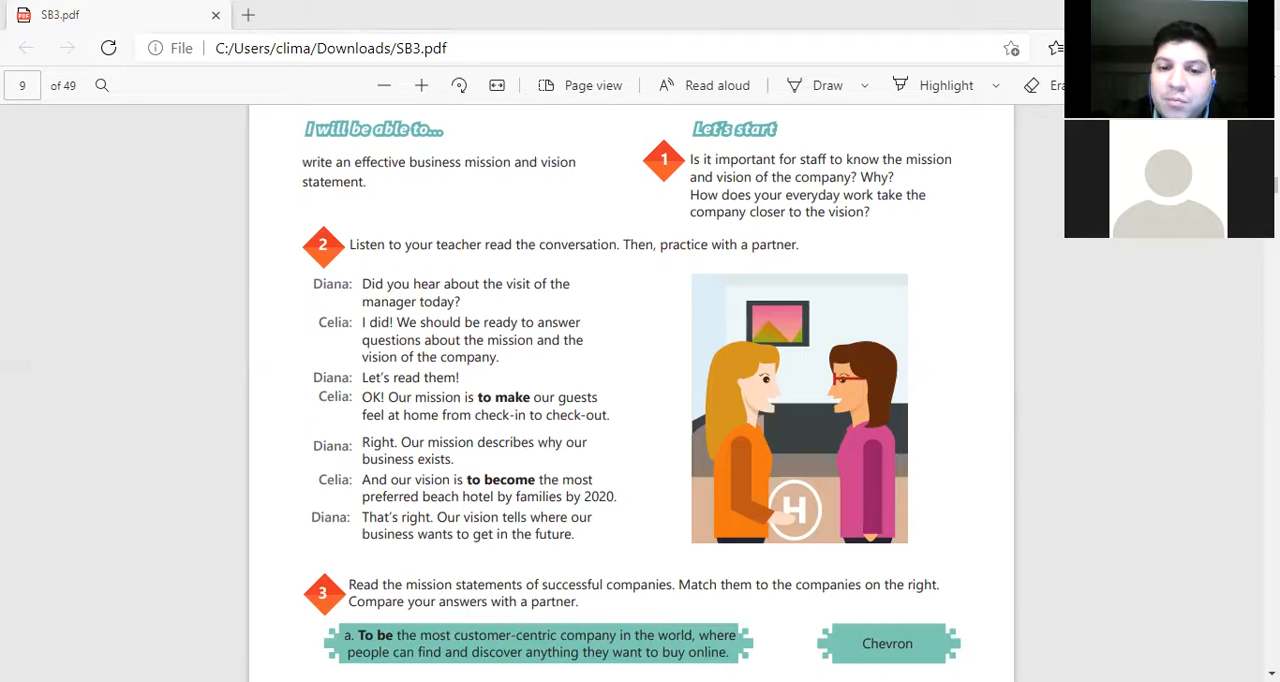 SB3.pdf
File
C:/Users/clima/Downloads/SB3.pdf
9
of 49
Page view
Read aloud
Draw
Highlight
I will be able to...
write an effective business mission and vision
statement.
Let's start
1
Is it important for staff to know the mission
and vision of the company? Why?
How does your everyday work take the
company closer to the vision?
2
Listen to your teacher read the conversation. Then, practice with a partner.
Diana: Did you hear about the visit of the
manager today?
Celia: I did! We should be ready to answer
questions about the mission and the
vision of the company.
Diana: Let's read them!
Celia: OK! Our mission is to make our guests
feel at home from check-in to check-out.
Diana: Right. Our mission describes why our
business exists.
Celia: And our vision is to become the most
preferred beach hotel by families by 2020.
Diana: That's right. Our vision tells where our
business wants to get in the future.
H
3
Read the mission statements of successful companies. Match them to the companies on the right.
Compare your answers with a partner.
a. To be the most customer-centric company in the world, where
people can find and discover anything they want to buy online.
Chevron